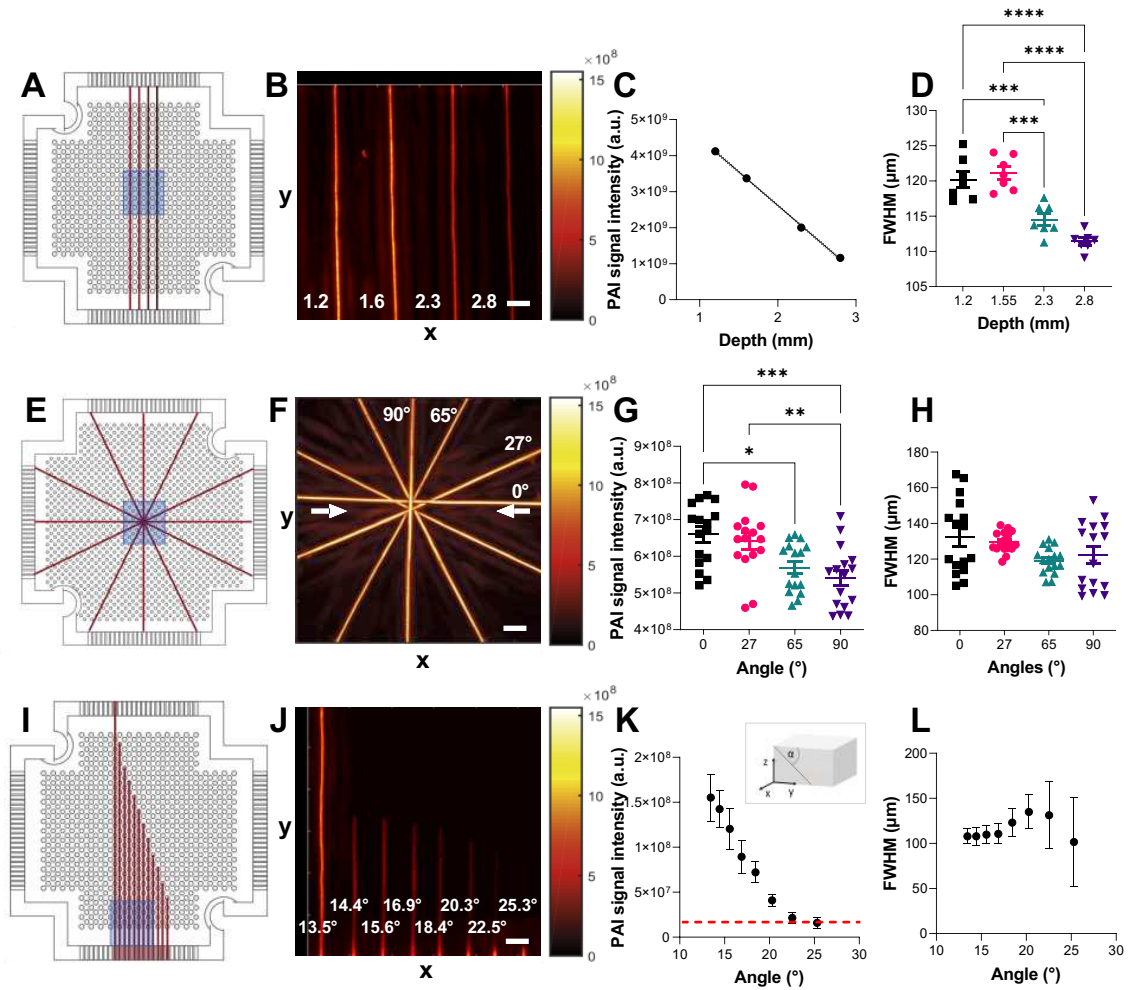 A
B
C
D
×10⁸
10
5
0
y
1.2 1.6 2.3 2.8
x
PAI signal intensity (a.u.)
5×10⁹
4×10⁹
3×10⁹
2×10⁹
1×10⁹
0
1 2 3
Depth (mm)
****
****
***
***
FWHM (µm)
130
125
120
115
110
105
1.2 1.55 2.3 2.8
Depth (mm)
E
F
G
H
×10⁸
10
5
0
90° 65°
27°
0°
y
x
***
**
*
PAI signal intensity (a.u.)
9×10⁸
8×10⁸
7×10⁸
6×10⁸
5×10⁸
4×10⁸
0 27 65 90
Angle (°)
FWHM (µm)
180
160
140
120
100
80
0 27 65 90
Angles (°)
I
J
K
L
×10⁸
10
5
0
y
14.4° 16.9° 20.3° 25.3°
13.5° 15.6° 18.4° 22.5°
x
PAI signal intensity (a.u.)
2×10⁸
1.5×10⁸
1×10⁸
5×10⁷
0
10 15 20 25 30
Angle (°)
z
α
x
y
FWHM (µm)
200
150
100
50
0
10 15 20 25 30
Angle (°)